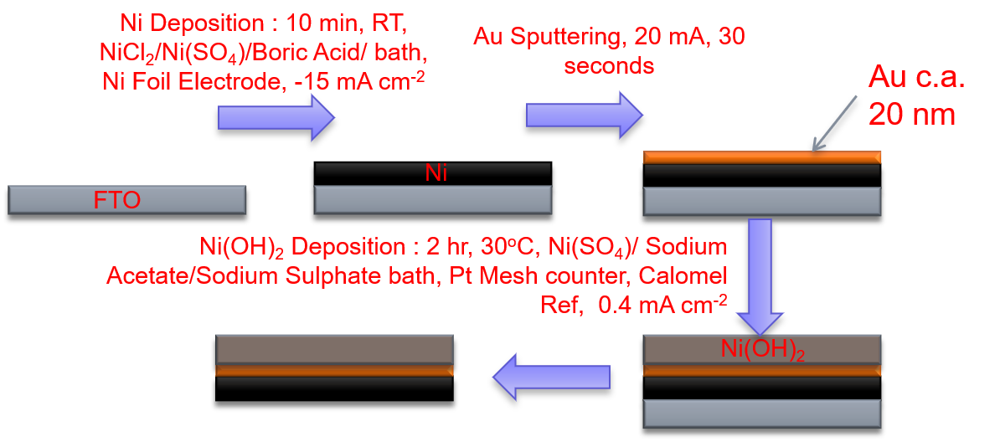 Ni Deposition : 10 min, RT,
NiCl₂/Ni(SO₄)/Boric Acid/ bath,
Ni Foil Electrode, -15 mA cm⁻²
Au Sputtering, 20 mA, 30
seconds
Au c.a.
20 nm
FTO
Ni
Ni(OH)₂ Deposition : 2 hr, 30ᵒC, Ni(SO₄)/ Sodium
Acetate/Sodium Sulphate bath, Pt Mesh counter, Calomel
Ref, 0.4 mA cm⁻²
Ni(OH)₂